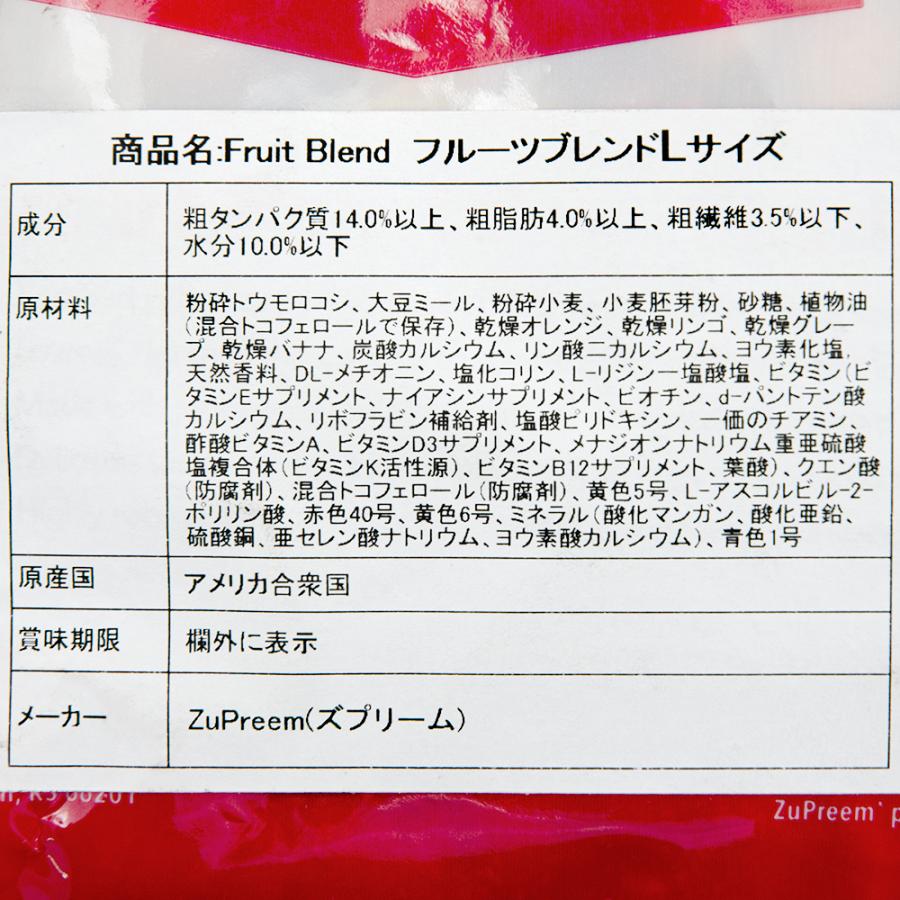 商品名:Fruit Blend フルーツブレンドLサイズ
成分
粗タンパク質14.0%以上、粗脂肪4.0%以上、粗繊維3.5%以下、
水分10.0%以下
原材料
粉砕トウモロコシ、大豆ミール、粉砕小麦、小麦胚芽粉、砂糖、植物油
(混合トコフェロールで保存)、乾燥オレンジ、乾燥リンゴ、乾燥グレー
プ、乾燥バナナ、炭酸カルシウム、リン酸二カルシウム、ヨウ素化塩,
天然香料、DL-メチオニン、塩化コリン、L-リジン一塩酸塩、ビタミン(ビ
タミンEサプリメント、ナイアシンサプリメント、ビオチン、d-パントテン酸
カルシウム、リボフラビン補給剤、塩酸ピリドキシン、一価のチアミン、
酢酸ビタミンA、ビタミンD3サプリメント、メナジオンナトリウム重亜硫酸
塩複合体(ビタミンK活性源)、ビタミンB12サプリメント、葉酸)、クエン酸
(防腐剤)、混合トコフェロール(防腐剤)、黄色5号、L-アスコルビル-2-
ポリリン酸、赤色40号、黄色6号、ミネラル(酸化マンガン、酸化亜鉛、
硫酸銅、亜セレン酸ナトリウム、ヨウ素酸カルシウム)、青色1号
原産国
アメリカ合衆国
賞味期限
欄外に表示
メーカー
ZuPreem(ズプリーム)
KS 66201
ZuPreem p